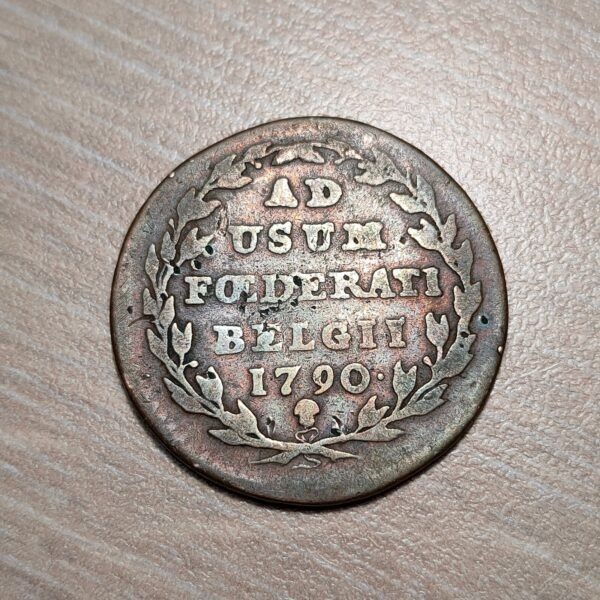 AD
USUM
FŒDERATI
BELGII
1790·